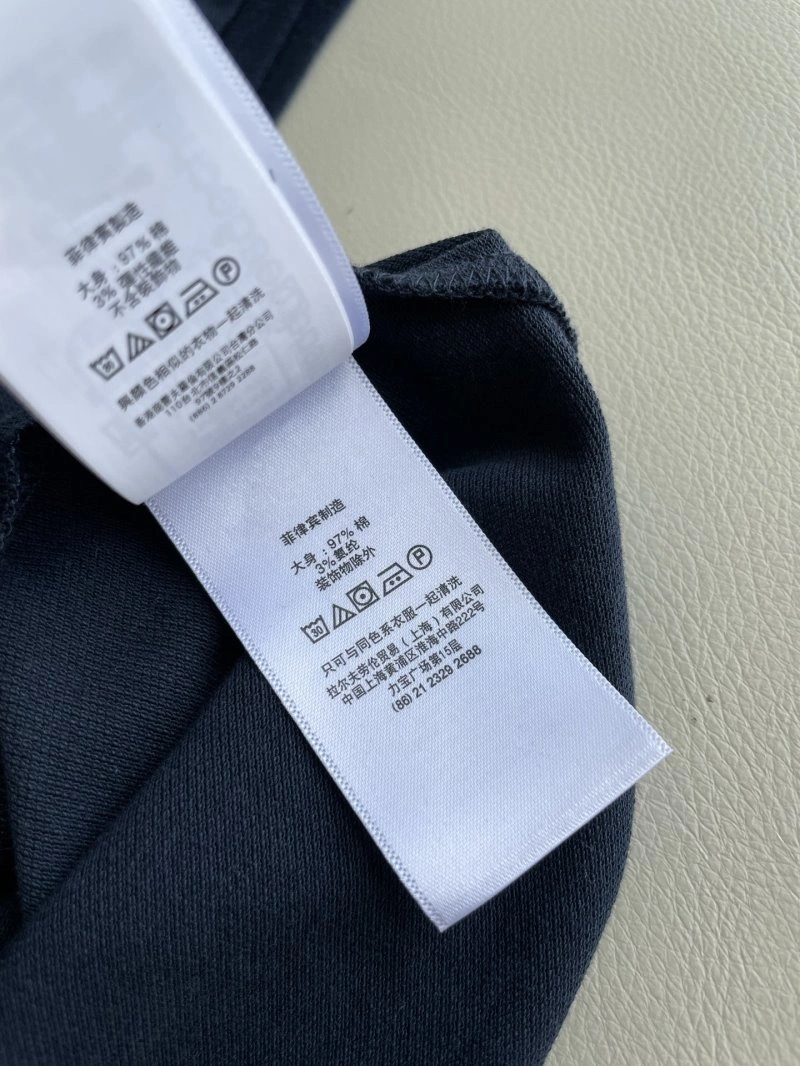 菲律賓制造
大身：97% 棉
3% 彈性纖維
不含裝飾物
30 P
與顏色相似的衣物一起清洗
菲律宾制造
大身：97% 棉
3%氨纶
装饰物除外
30 P
只可与同色系衣服一起清洗
拉尔夫劳伦贸易（上海）有限公司
中国上海黄浦区淮海中路222号
力宝广场第15层
(86) 21 2329 2688